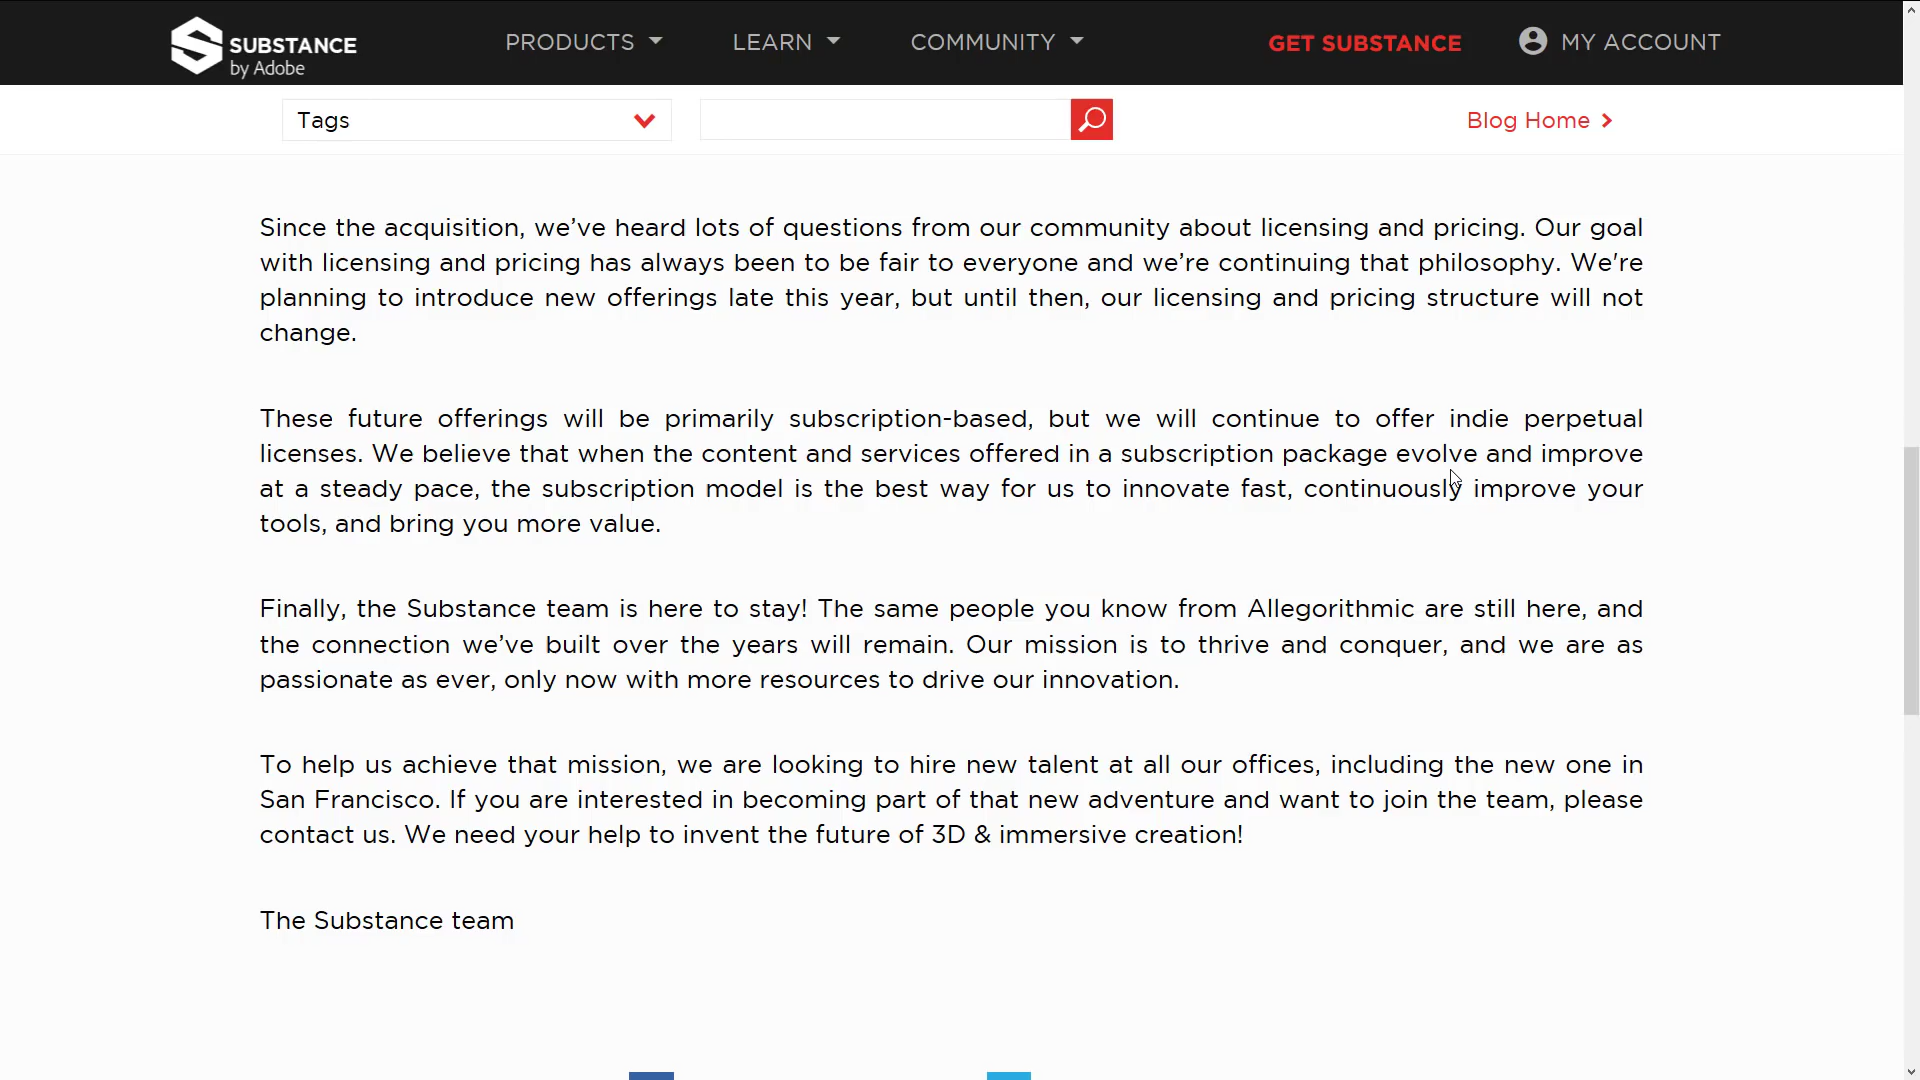 SUBSTANCE
by Adobe
PRODUCTS
LEARN
COMMUNITY
GET SUBSTANCE
MY ACCOUNT
Tags
Blog Home
Since the acquisition, we’ve heard lots of questions from our community about licensing and pricing. Our goal
with licensing and pricing has always been to be fair to everyone and we’re continuing that philosophy. We're
planning to introduce new offerings late this year, but until then, our licensing and pricing structure will not
change.
These future offerings will be primarily subscription-based, but we will continue to offer indie perpetual
licenses. We believe that when the content and services offered in a subscription package evolve and improve
at a steady pace, the subscription model is the best way for us to innovate fast, continuously improve your
tools, and bring you more value.
Finally, the Substance team is here to stay! The same people you know from Allegorithmic are still here, and
the connection we’ve built over the years will remain. Our mission is to thrive and conquer, and we are as
passionate as ever, only now with more resources to drive our innovation.
To help us achieve that mission, we are looking to hire new talent at all our offices, including the new one in
San Francisco. If you are interested in becoming part of that new adventure and want to join the team, please
contact us. We need your help to invent the future of 3D & immersive creation!
The Substance team